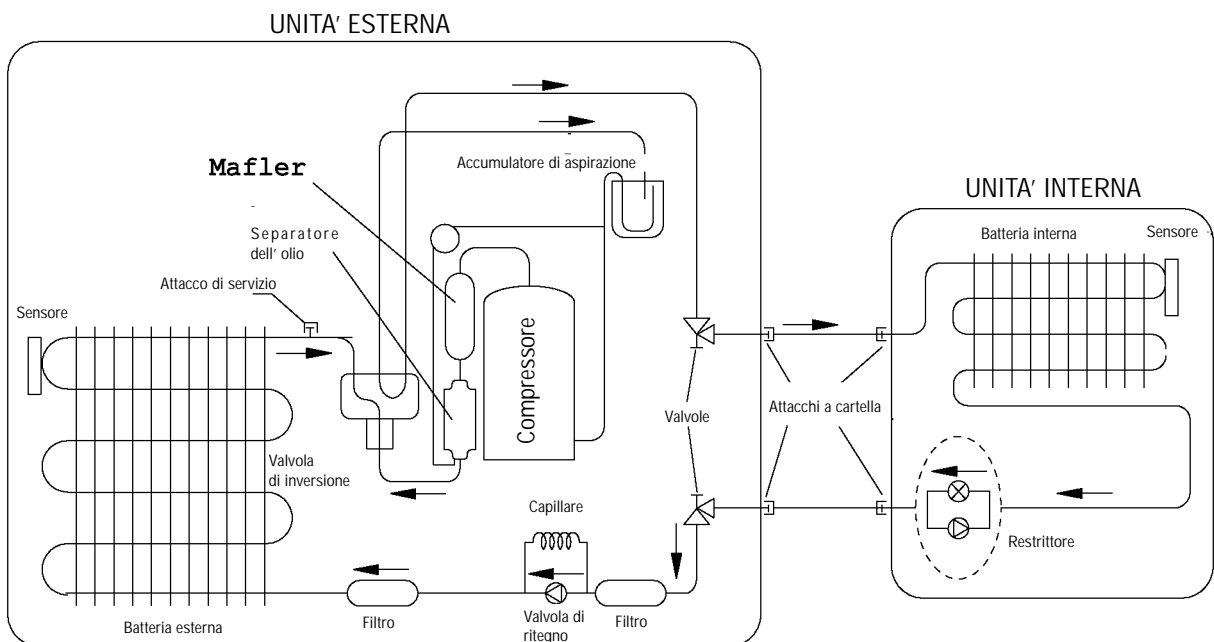 UNITA' ESTERNA
Mafler
Accumulatore di aspirazione
UNITA' INTERNA
Separatore
dell' olio
Batteria interna
Sensore
Attacco di servizio
Sensore
Compressore
Valvole
Attacchi a cartella
Valvola
di inversione
Capillare
Restrittore
Batteria esterna
Filtro
Valvola di
ritegno
Filtro